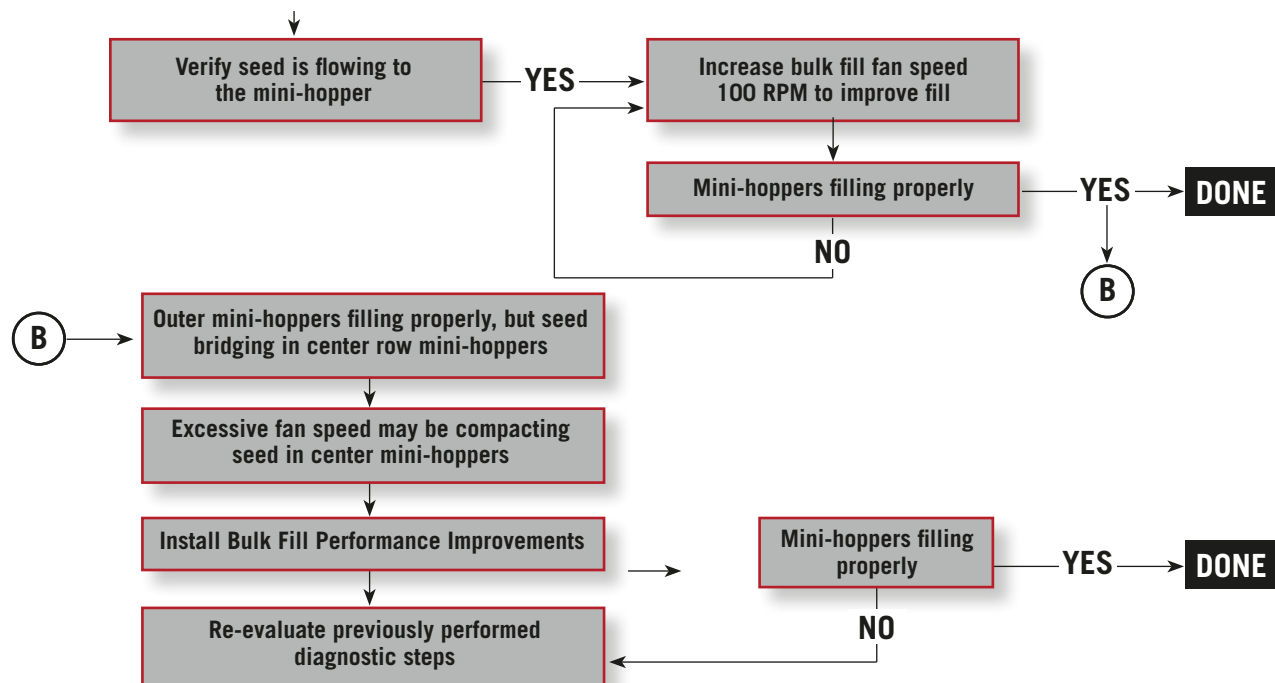 Verify seed is flowing to
the mini-hopper
YES
Increase bulk fill fan speed
100 RPM to improve fill
Mini-hoppers filling properly
YES
DONE
NO
B
B
Outer mini-hoppers filling properly, but seed
bridging in center row mini-hoppers
Excessive fan speed may be compacting
seed in center mini-hoppers
Install Bulk Fill Performance Improvements
Mini-hoppers filling
properly
YES
DONE
NO
Re-evaluate previously performed
diagnostic steps